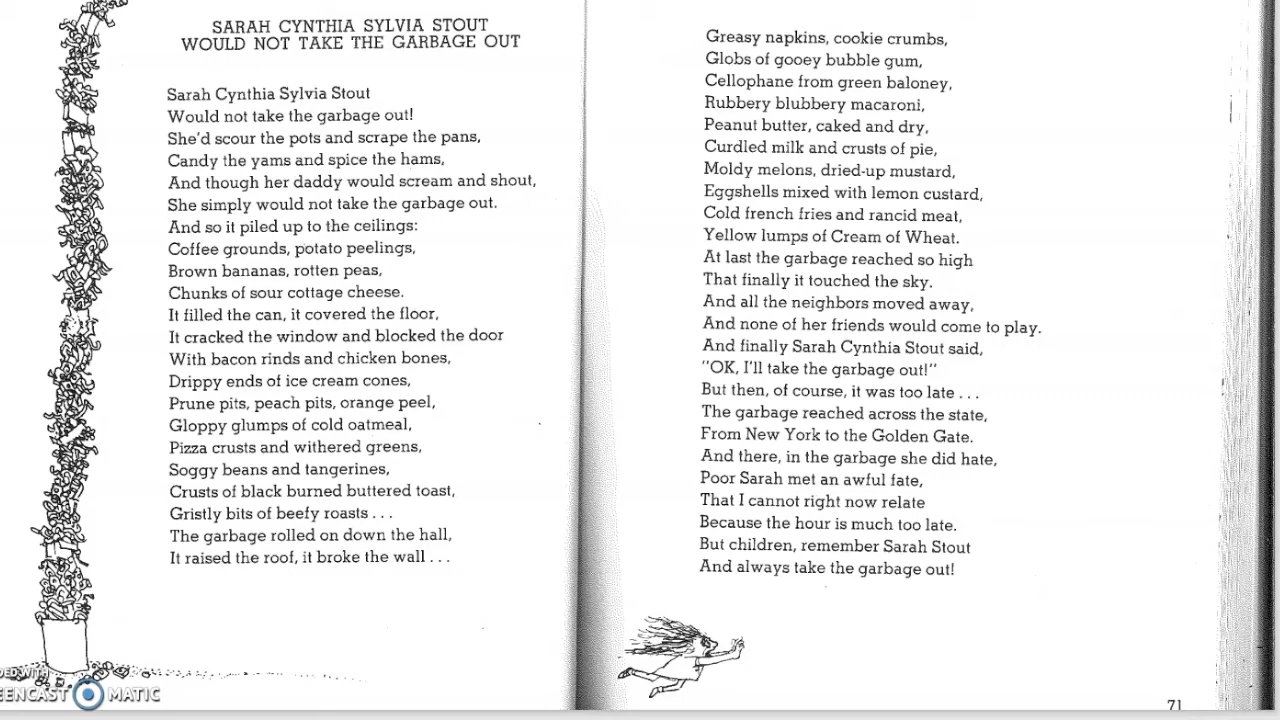 SARAH CYNTHIA SYLVIA STOUT
WOULD NOT TAKE THE GARBAGE OUT
Sarah Cynthia Sylvia Stout
Would not take the garbage out!
She'd scour the pots and scrape the pans,
Candy the yams and spice the hams,
And though her daddy would scream and shout,
She simply would not take the garbage out.
And so it piled up to the ceilings:
Coffee grounds, potato peelings,
Brown bananas, rotten peas,
Chunks of sour cottage cheese.
It filled the can, it covered the floor,
It cracked the window and blocked the door
With bacon rinds and chicken bones,
Drippy ends of ice cream cones,
Prune pits, peach pits, orange peel,
Gloppy glumps of cold oatmeal,
Pizza crusts and withered greens,
Soggy beans and tangerines,
Crusts of black burned buttered toast,
Gristly bits of beefy roasts . . .
The garbage rolled on down the hall,
It raised the roof, it broke the wall . . .
Greasy napkins, cookie crumbs,
Globs of gooey bubble gum,
Cellophane from green baloney,
Rubbery blubbery macaroni,
Peanut butter, caked and dry,
Curdled milk and crusts of pie,
Moldy melons, dried-up mustard,
Eggshells mixed with lemon custard,
Cold french fries and rancid meat,
Yellow lumps of Cream of Wheat.
At last the garbage reached so high
That finally it touched the sky.
And all the neighbors moved away,
And none of her friends would come to play.
And finally Sarah Cynthia Stout said,
"OK, I'll take the garbage out!"
But then, of course, it was too late . . .
The garbage reached across the state,
From New York to the Golden Gate.
And there, in the garbage she did hate,
Poor Sarah met an awful fate,
That I cannot right now relate
Because the hour is much too late.
But children, remember Sarah Stout
And always take the garbage out!
71
DED WITH
EENCAST MATIC